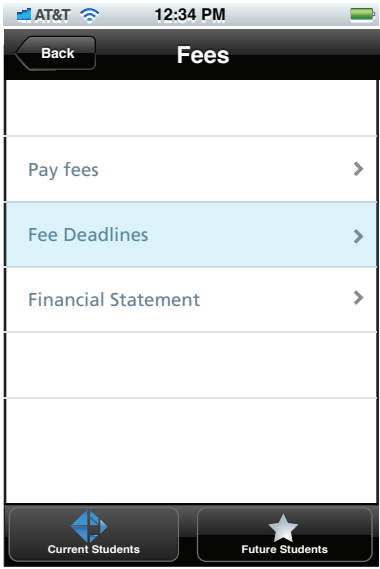 AT&T 12:34 PM
Back Fees
Pay fees
Fee Deadlines
Financial Statement
Current Students Future Students